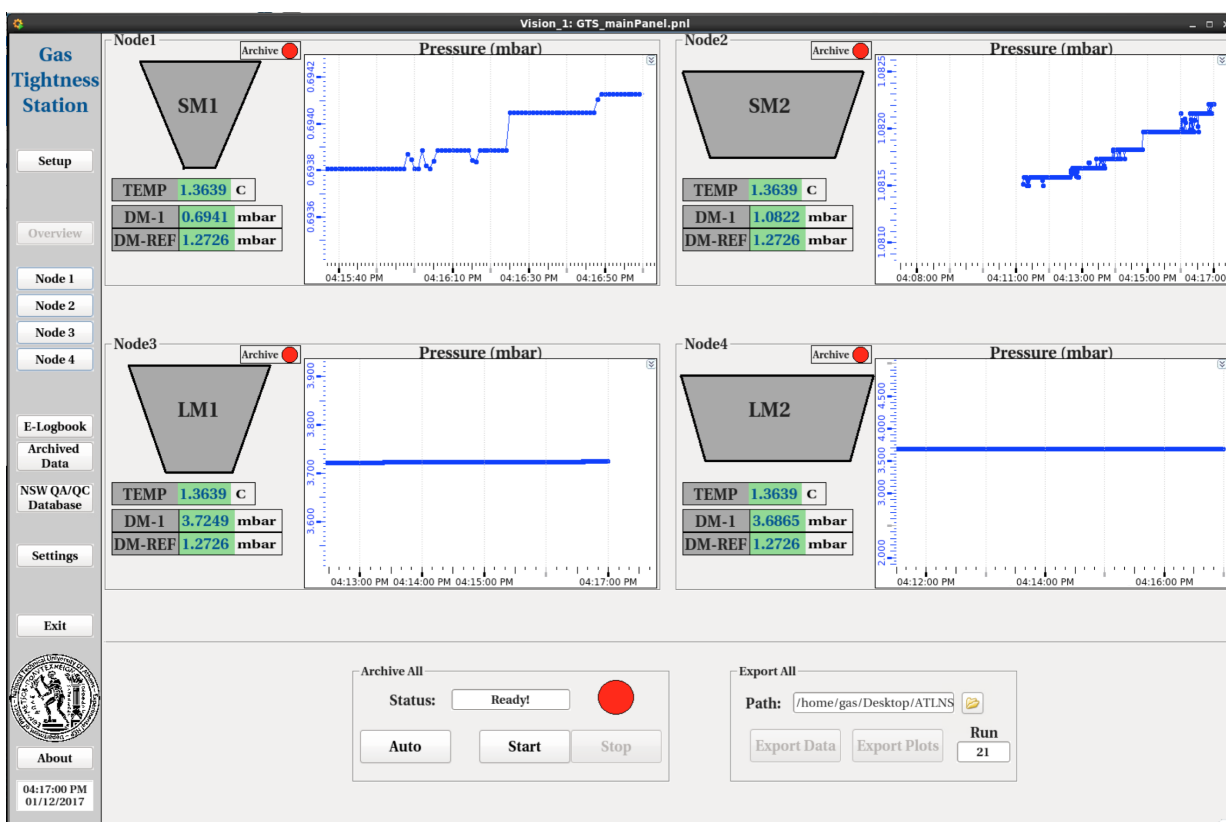 Vision_1: GTS_mainPanel.pnl
Gas
Tightness
Station
Setup
Overview
Node 1
Node 2
Node 3
Node 4
E-Logbook
Archived
Data
NSW QA/QC
Database
Settings
Exit
About
04:17:00 PM
01/12/2017
Node1
Archive
Pressure (mbar)
SM1
TEMP 1.3639 C
DM-1 0.6941 mbar
DM-REF 1.2726 mbar
0.6942
0.6940
0.6938
0.6936
04:15:40 PM 04:16:10 PM 04:16:30 PM 04:16:50 PM
Node2
Archive
Pressure (mbar)
SM2
TEMP 1.3639 C
DM-1 1.0822 mbar
DM-REF 1.2726 mbar
1.0825
1.0820
1.0815
1.0810
04:08:00 PM 04:11:00 PM 04:13:00 PM 04:15:00 PM 04:17:00
Node3
Archive
Pressure (mbar)
LM1
TEMP 1.3639 C
DM-1 3.7249 mbar
DM-REF 1.2726 mbar
3.900
3.800
3.700
3.600
04:13:00 PM 04:14:00 PM 04:15:00 PM 04:17:00 PM
Node4
Archive
Pressure (mbar)
LM2
TEMP 1.3639 C
DM-1 3.6865 mbar
DM-REF 1.2726 mbar
4.500
4.000
3.500
3.000
2.000
04:12:00 PM 04:14:00 PM 04:16:00 PM
Archive All
Status: Ready!
Auto Start Stop
Export All
Path: /home/gas/Desktop/ATLNS
Export Data Export Plots
Run
21